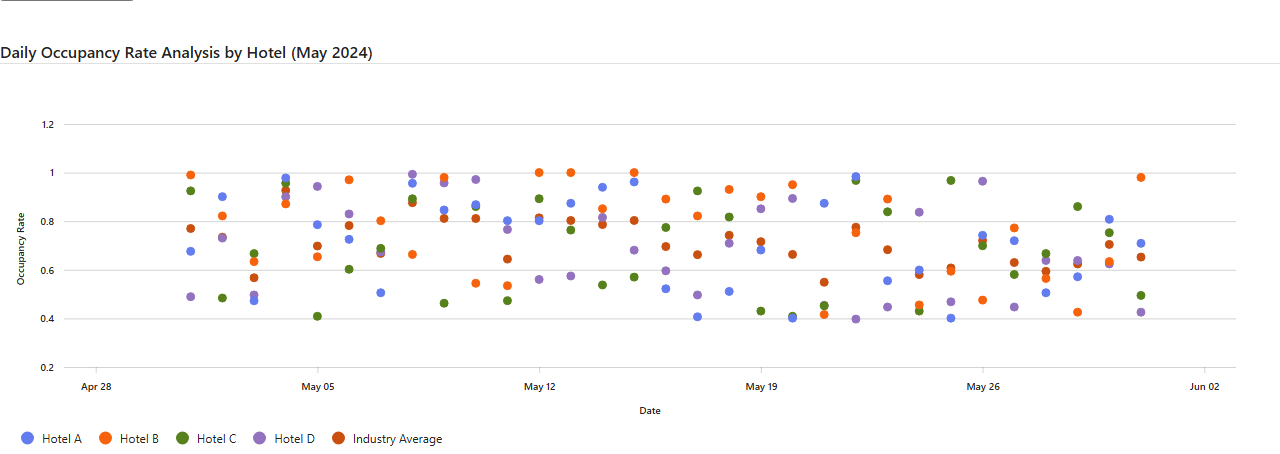 Daily Occupancy Rate Analysis by Hotel (May 2024)
1.2
1
0.8
0.6
0.4
0.2
Occupancy Rate
Apr 28 May 05 May 12 May 19 May 26 Jun 02
Date
Hotel A Hotel B Hotel C Hotel D Industry Average